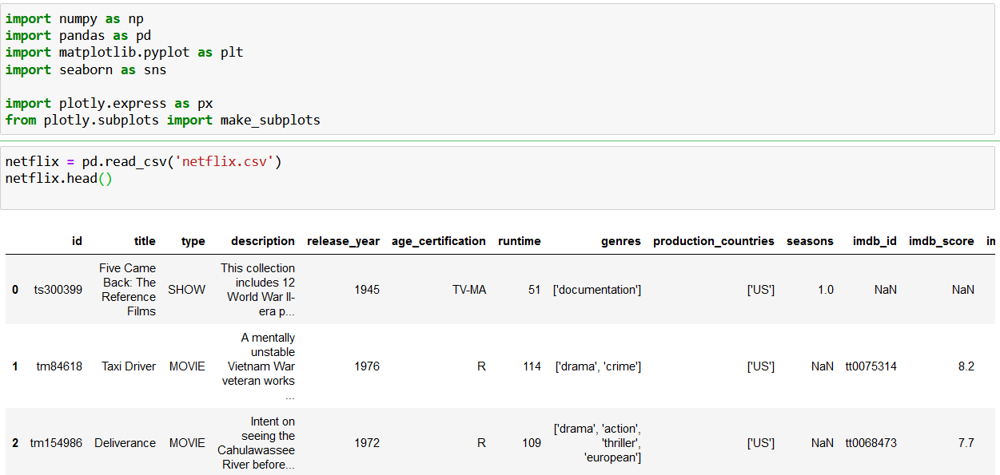 import numpy as np
import pandas as pd
import matplotlib.pyplot as plt
import seaborn as sns
import plotly.express as px
from plotly.subplots import make_subplots
netflix = pd.read_csv('netflix.csv')
netflix.head()
id title type description release_year age_certification runtime genres production_countries seasons imdb_id imdb_score im
Five Came This collection
Back: The includes 12
0 ts300399 Reference SHOW World War II- 1945 TV-MA 51 ['documentation'] ['US'] 1.0 NaN NaN
Films era p...
A mentally
unstable
1 tm84618 Taxi Driver MOVIE Vietnam War 1976 R 114 ['drama', 'crime'] ['US'] NaN tt0075314 8.2
veteran works
...
Intent on
seeing the ['drama', 'action',
2 tm154986 Deliverance MOVIE Cahulawassee 1972 R 109 'thriller', ['US'] NaN tt0068473 7.7
River before... 'european']